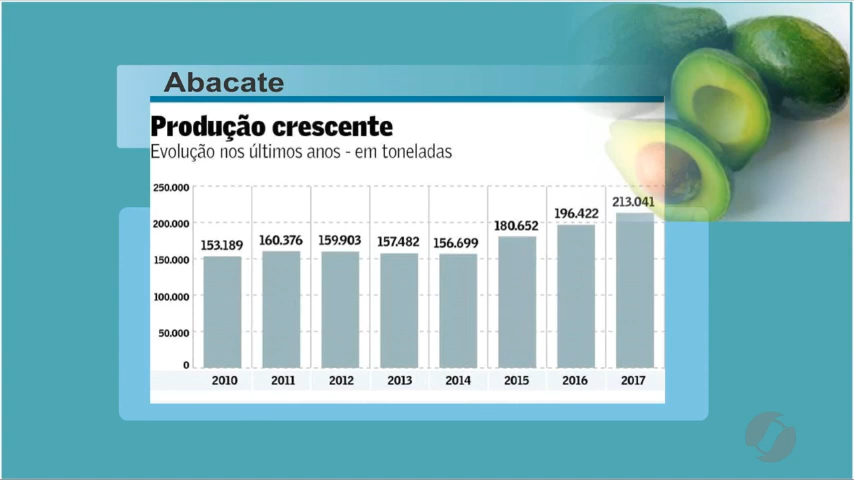 Abacate
Produção crescente
Evolução nos últimos anos - em toneladas
250.000
200.000
150.000
100.000
50.000
0
153.189 160.376 159.903 157.482 156.699 180.652 196.422 213.041
2010 2011 2012 2013 2014 2015 2016 2017